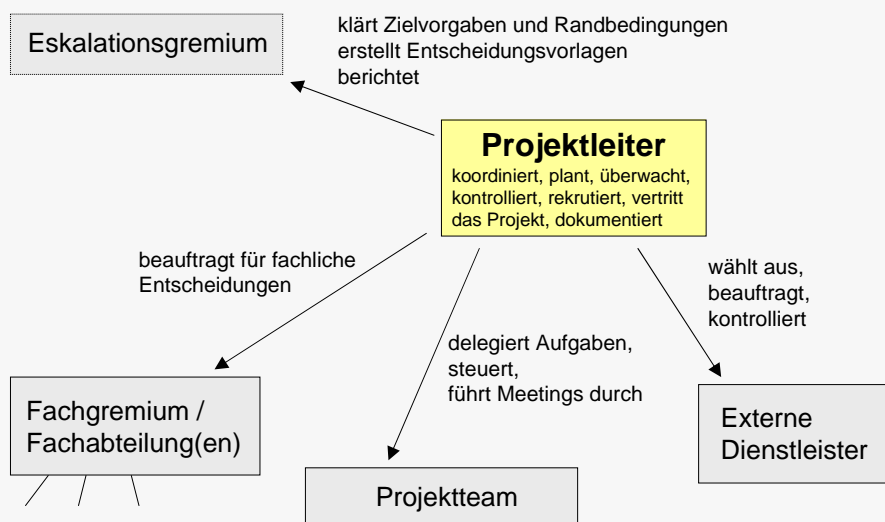 Eskalationsgremium
klärt Zielvorgaben und Randbedingungen
erstellt Entscheidungsvorlagen
berichtet
Projektleiter
koordiniert, plant, überwacht,
kontrolliert, rekrutiert, vertritt
das Projekt, dokumentiert
beauftragt für fachliche
Entscheidungen
wählt aus,
beauftragt,
kontrolliert
delegiert Aufgaben,
steuert,
führt Meetings durch
Fachgremium /
Fachabteilung(en)
Externe
Dienstleister
Projektteam